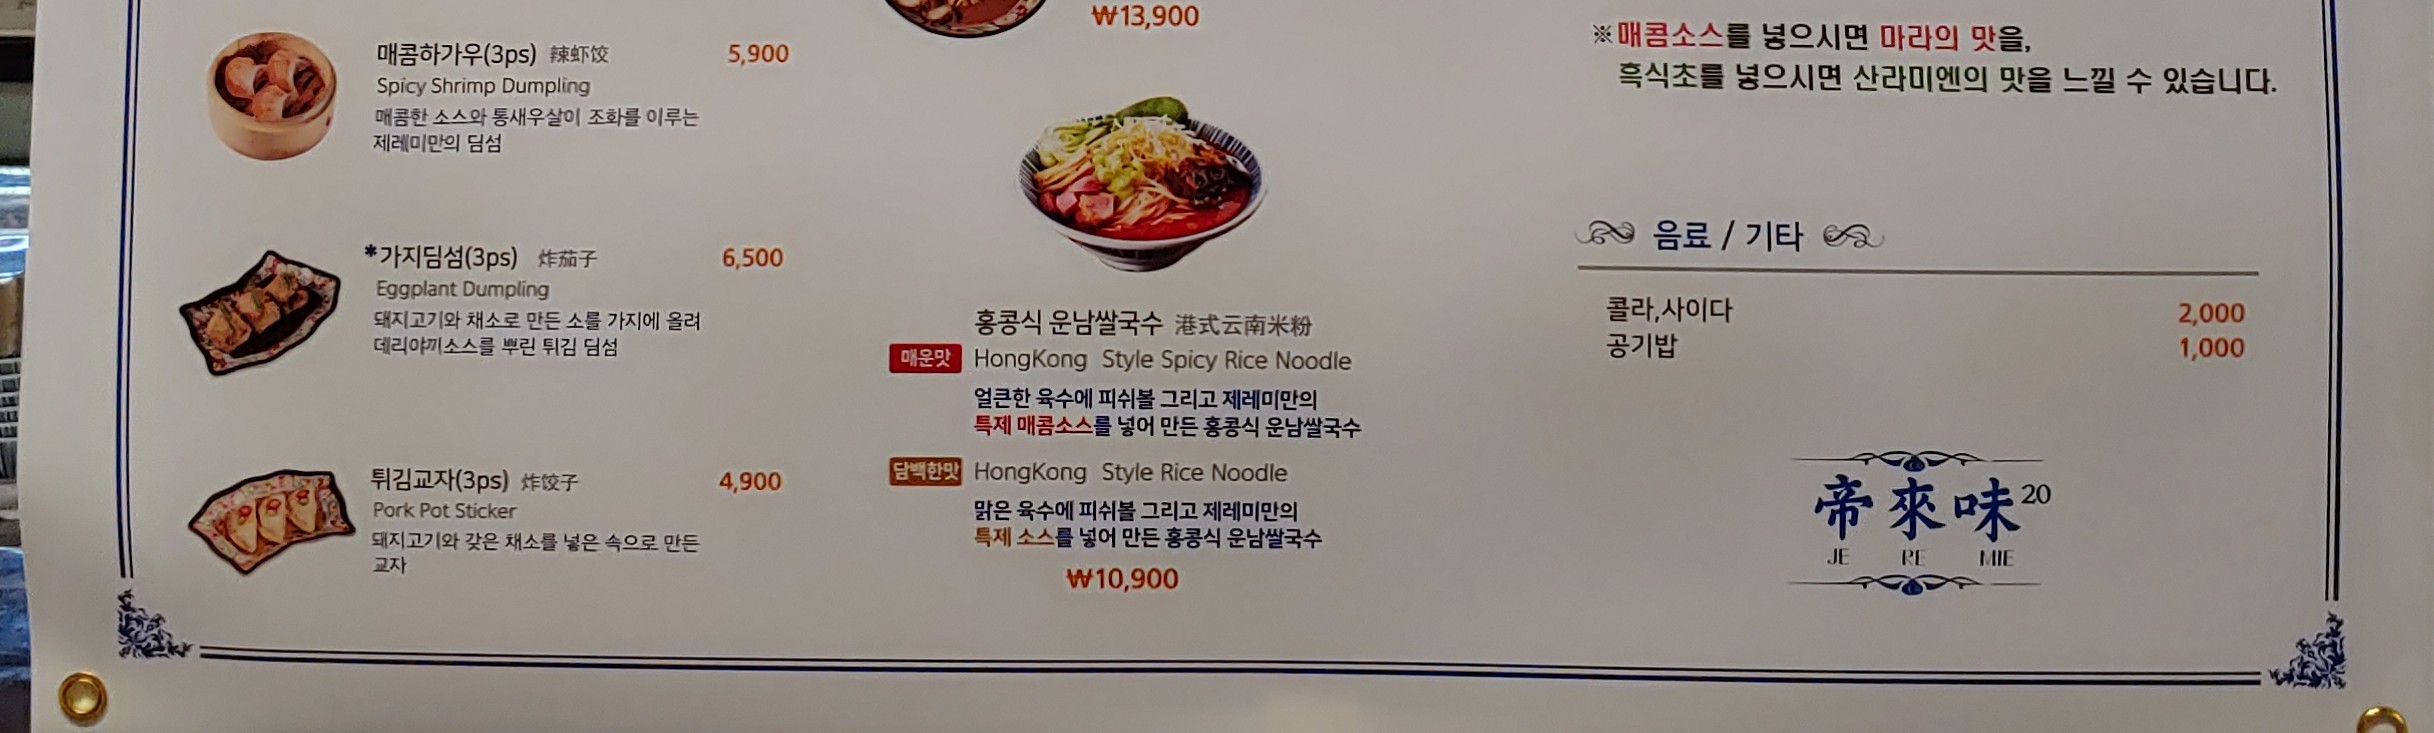 매콤하가우(3ps) 辣虾饺 5,900
Spicy Shrimp Dumpling
매콤한 소스와 통새우살이 조화를 이루는
제레미만의 딤섬
*가지딤섬(3ps) 炸茄子 6,500
Eggplant Dumpling
돼지고기와 채소로 만든 소를 가지에 올려
데리야끼소스를 뿌린 튀김 딤섬
튀김교자(3ps) 炸饺子 4,900
Pork Pot Sticker
돼지고기와 갖은 채소를 넣은 속으로 만든
교자
₩13,900
홍콩식 운남쌀국수 港式云南米粉
매운맛 HongKong Style Spicy Rice Noodle
얼큰한 육수에 피쉬볼 그리고 제레미만의
특제 매콤소스를 넣어 만든 홍콩식 운남쌀국수
담백한맛 HongKong Style Rice Noodle
맑은 육수에 피쉬볼 그리고 제레미만의
특제 소스를 넣어 만든 홍콩식 운남쌀국수
₩10,900
※매콤소스를 넣으시면 마라의 맛을,
흑식초를 넣으시면 산라미엔의 맛을 느낄 수 있습니다.
음료 / 기타
콜라,사이다 2,000
공기밥 1,000
帝來味20
JE RE MIE